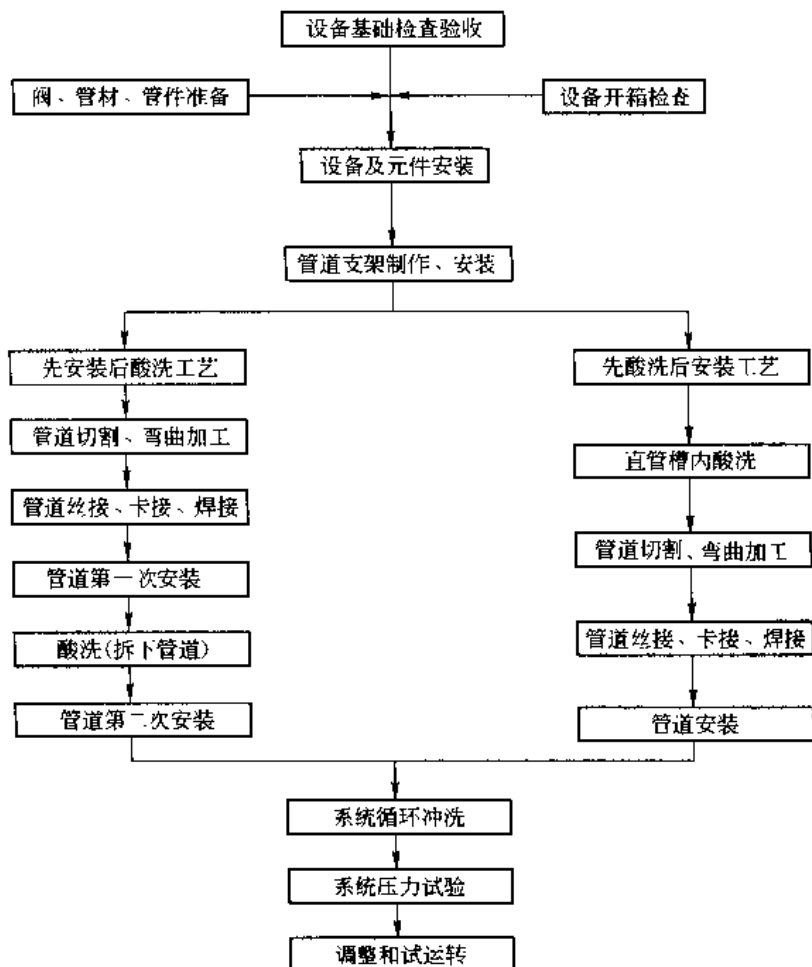 设备基础检查验收
阀、管材、管件准备
设备开箱检查
设备及元件安装
管道支架制作、安装
先安装后酸洗工艺
先酸洗后安装工艺
管道切割、弯曲加工
直管槽内酸洗
管道丝接、卡接、焊接
管道切割、弯曲加工
管道第一次安装
酸洗(拆下管道)
管道丝接、卡接、焊接
管道第二次安装
管道安装
系统循环冲洗
系统压力试验
调整和试运转